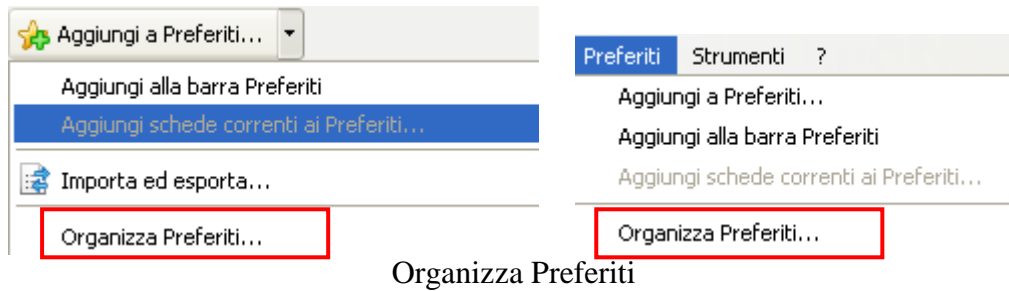 Aggiungi a Preferiti...
Aggiungi alla barra Preferiti
Aggiungi schede correnti ai Preferiti...
Importa ed esporta...
Organizza Preferiti...
Preferiti Strumenti ?
Aggiungi a Preferiti...
Aggiungi alla barra Preferiti
Aggiungi schede correnti ai Preferiti...
Organizza Preferiti...
Organizza Preferiti